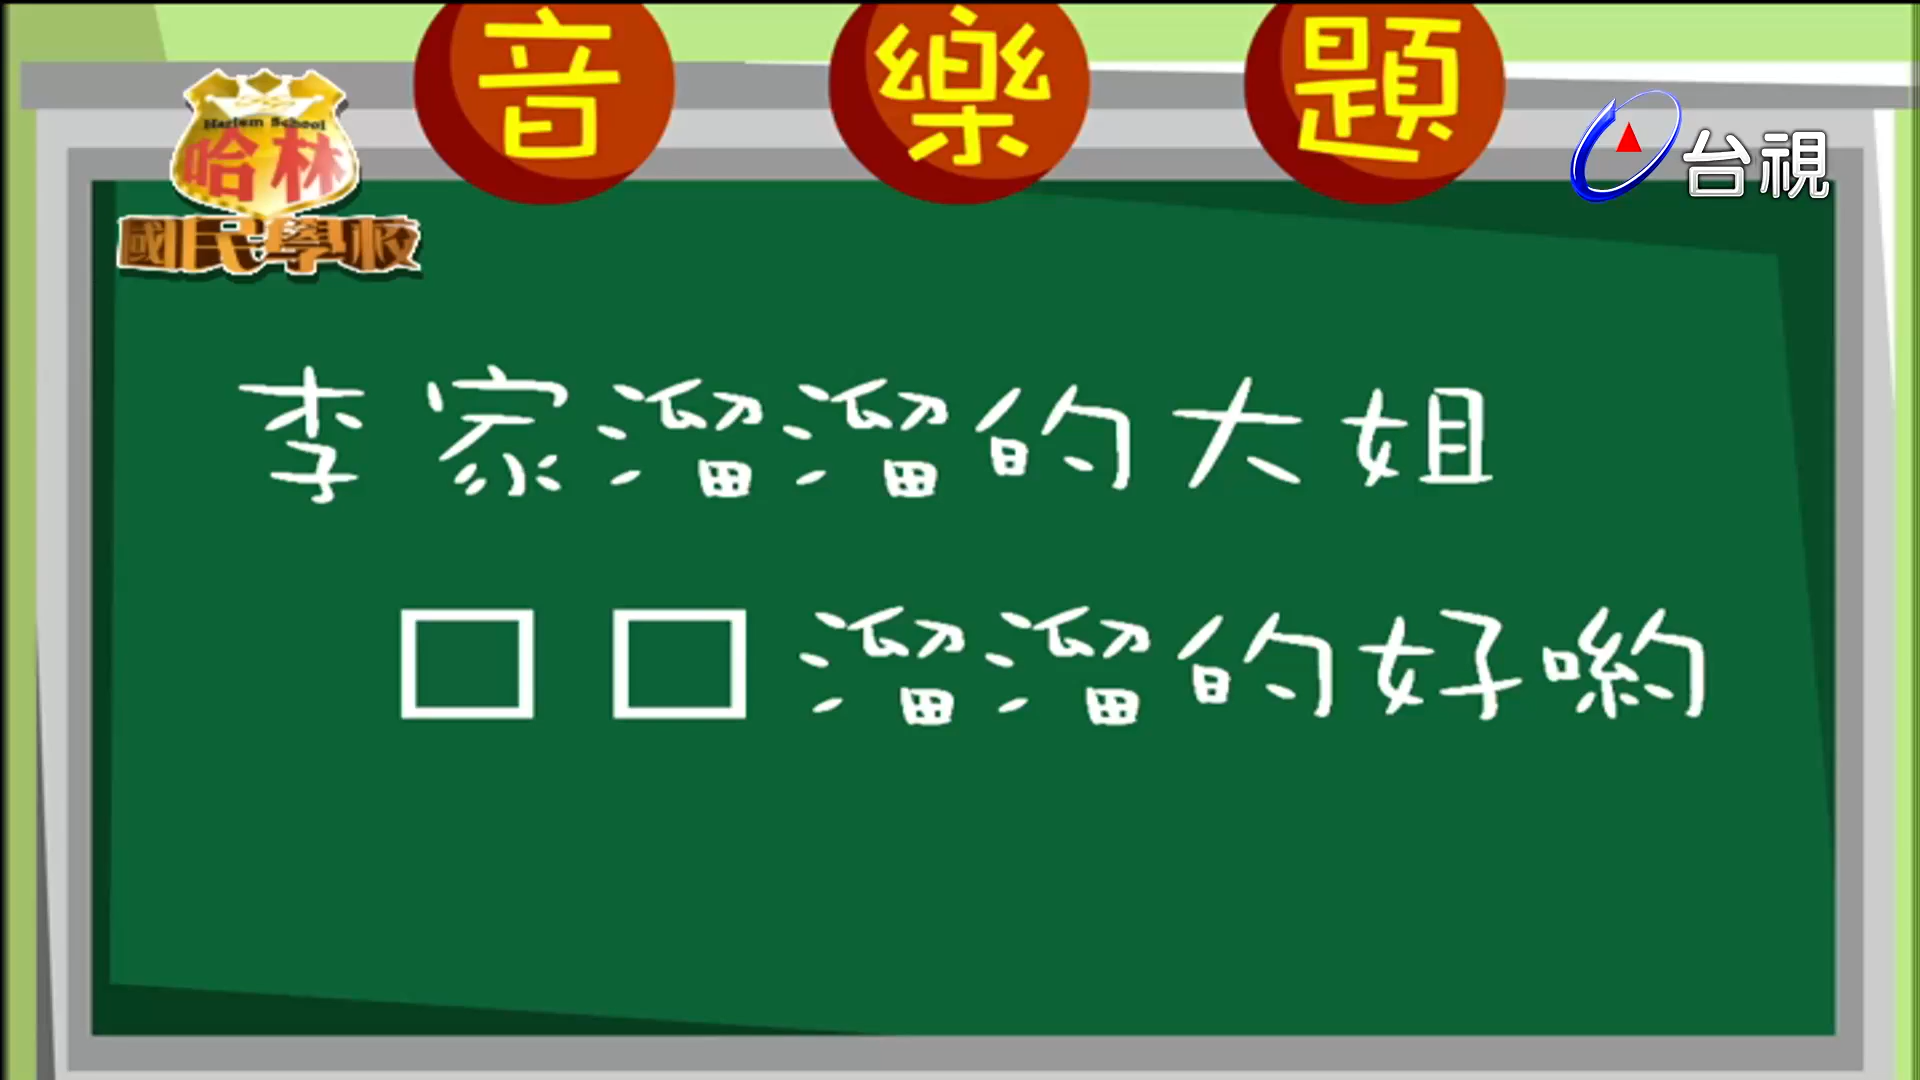 音樂題
Harlem School
哈林
國民學校
台視
李家溜溜的大姐
□□溜溜的好喲